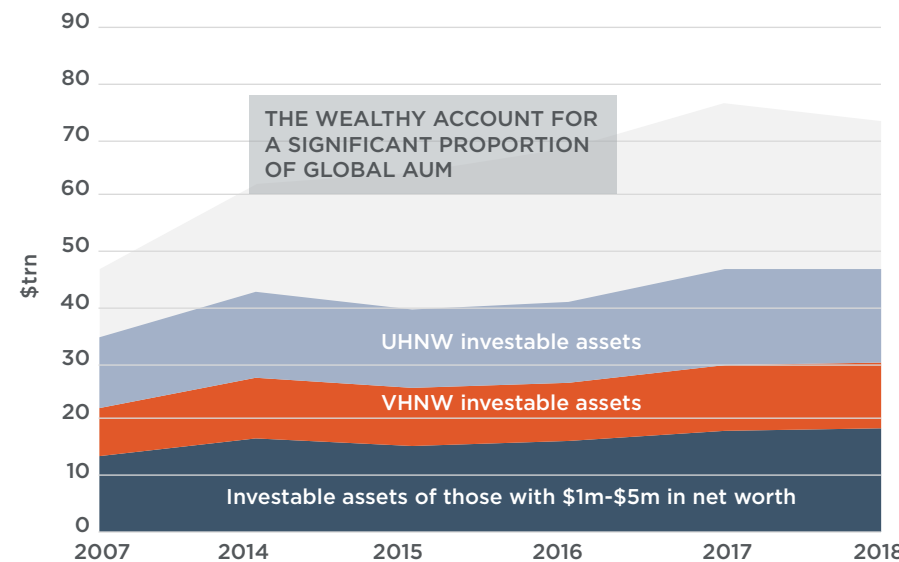 90
80
THE WEALTHY ACCOUNT FOR
A SIGNIFICANT PROPORTION
OF GLOBAL AUM
70
60
50
$trn
40
UHNW investable assets
30
VHNW investable assets
20
10
Investable assets of those with $1m-$5m in net worth
0
2007 2014 2015 2016 2017 2018